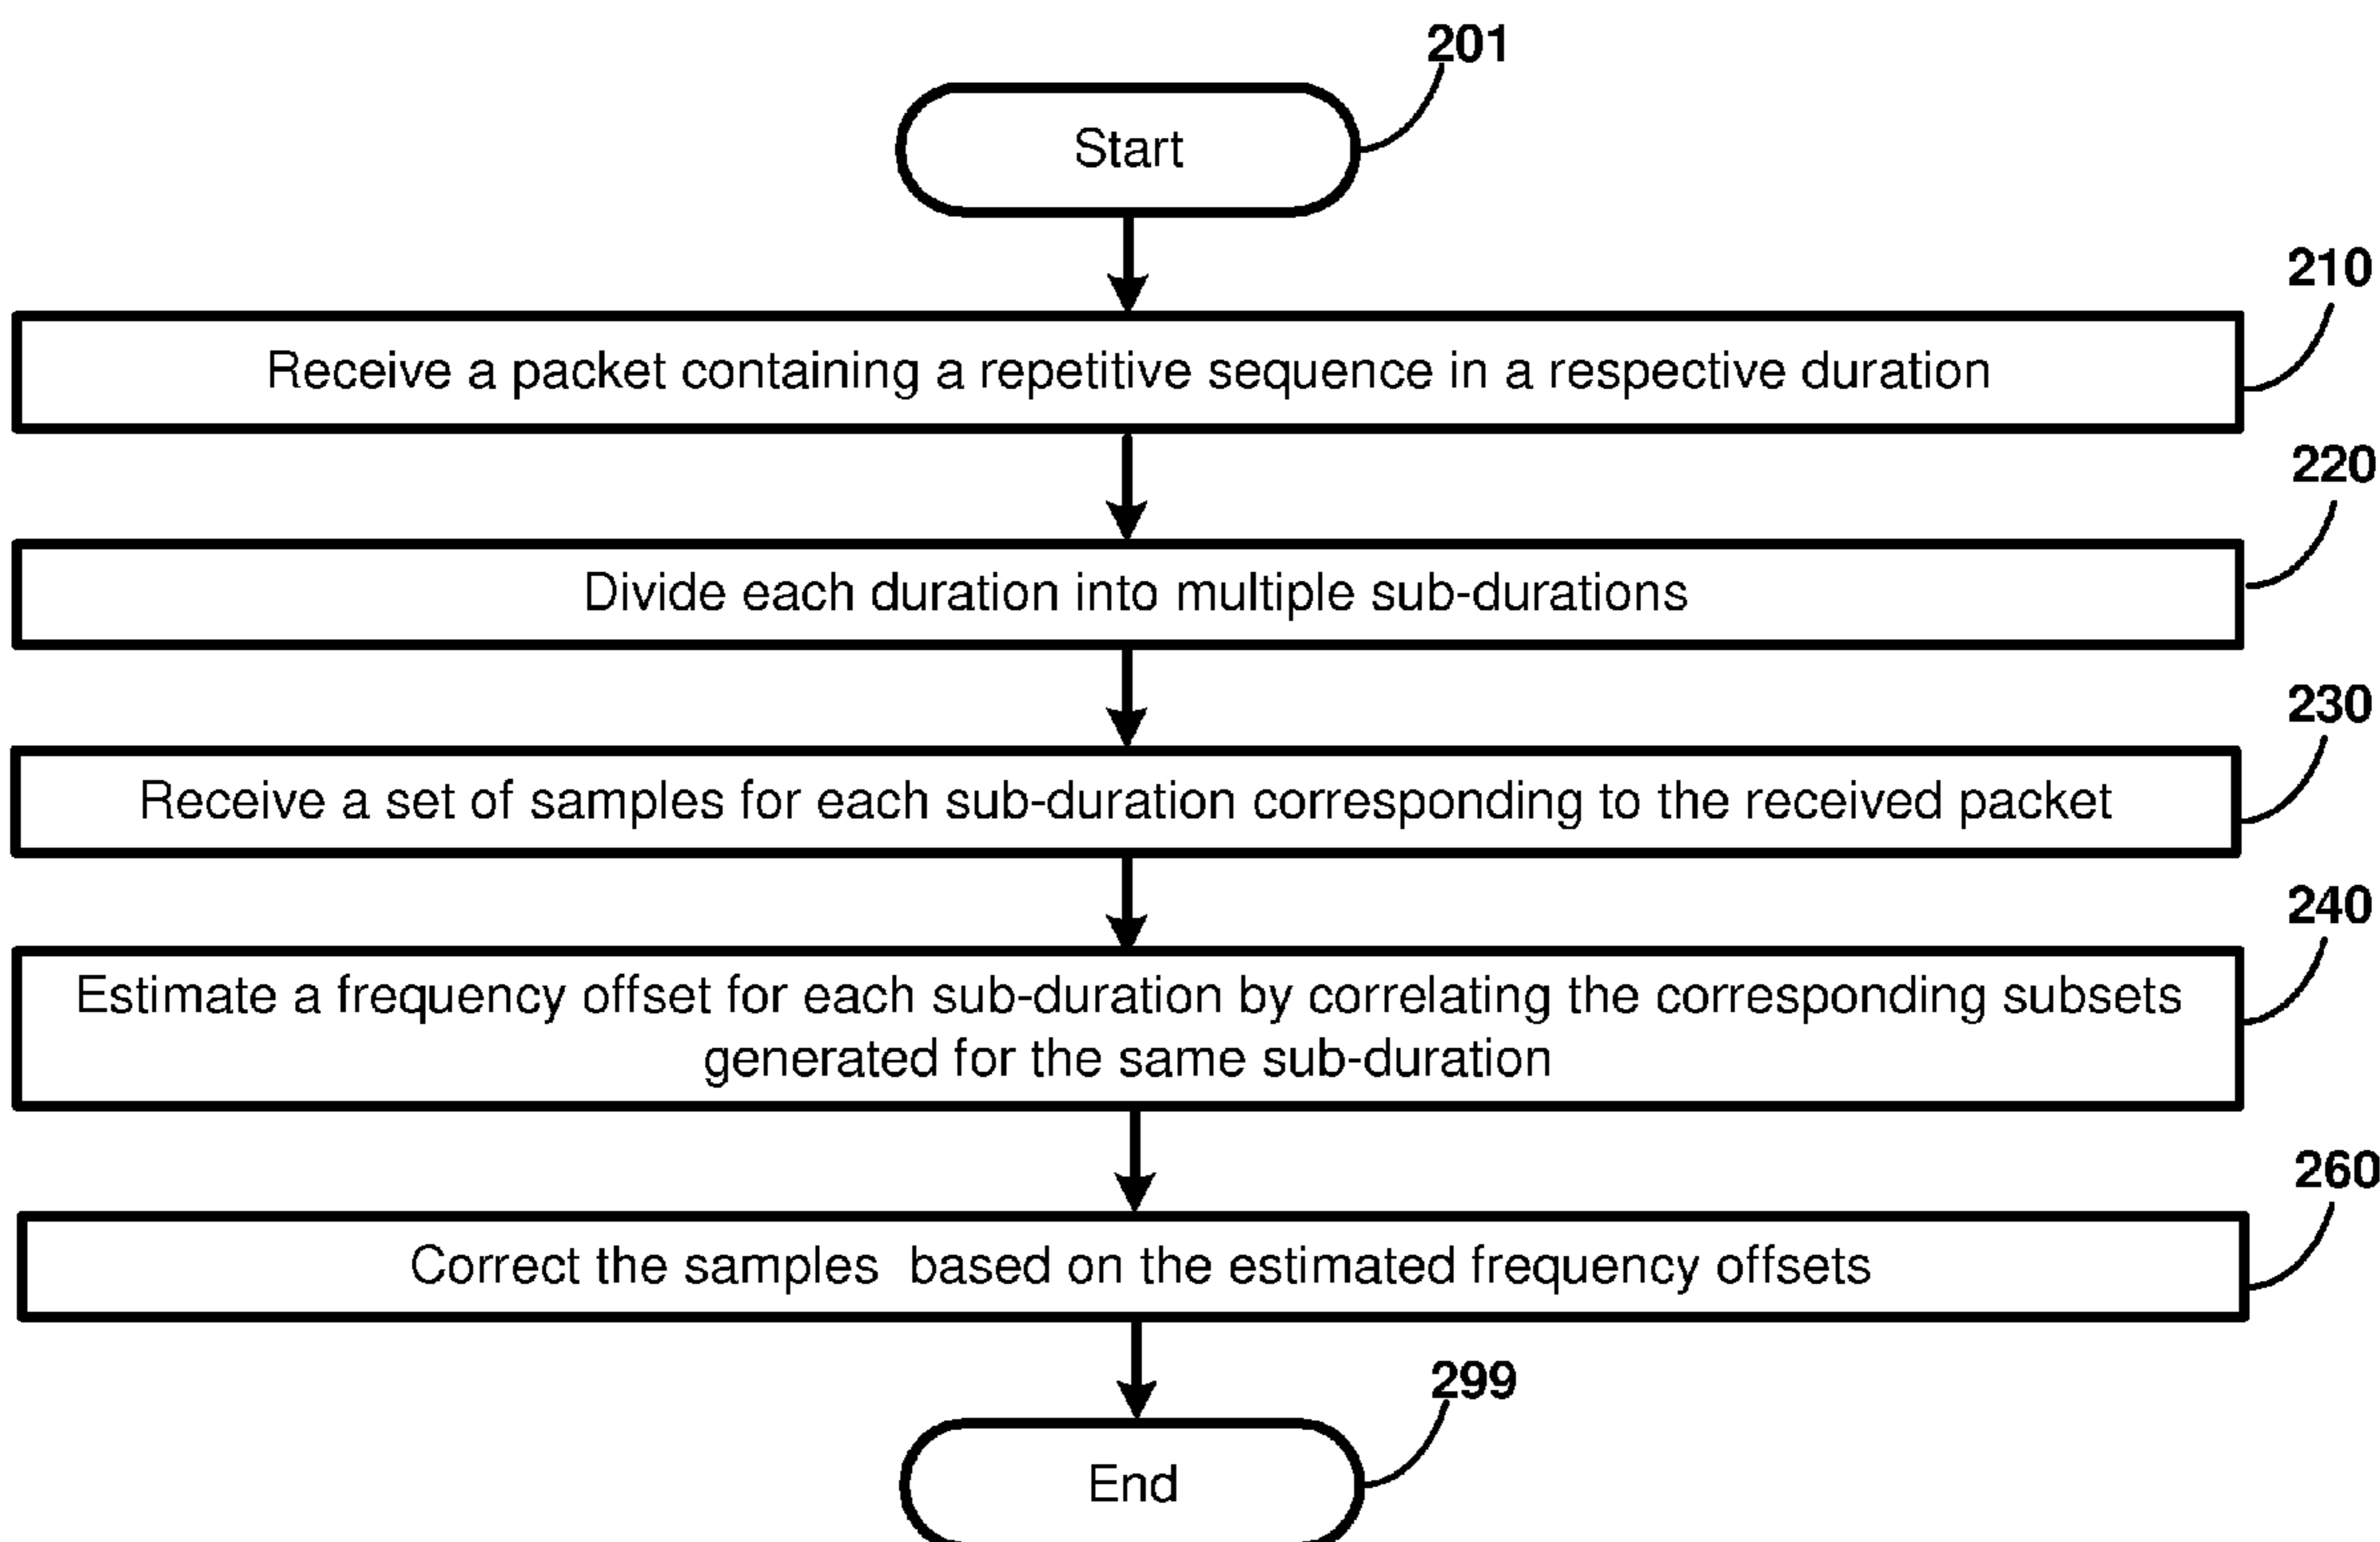 201
Start
210
Receive a packet containing a repetitive sequence in a respective duration
220
Divide each duration into multiple sub-durations
230
Receive a set of samples for each sub-duration corresponding to the received packet
240
Estimate a frequency offset for each sub-duration by correlating the corresponding subsets
generated for the same sub-duration
260
Correct the samples  based on the estimated frequency offsets
299
End